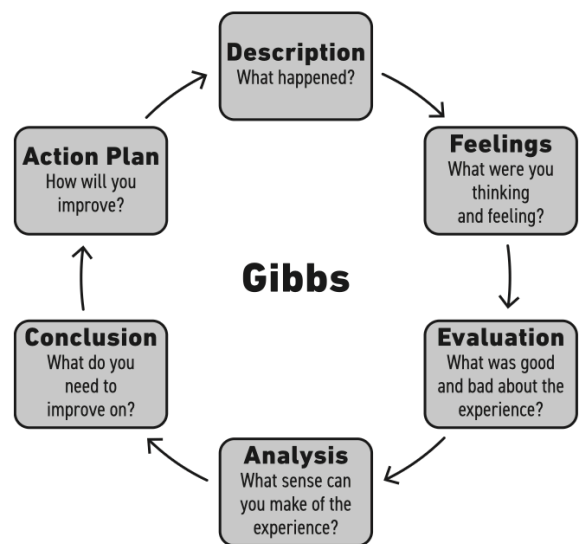 Description
What happened?
Feelings
What were you
thinking
and feeling?
Evaluation
What was good
and bad about the
experience?
Analysis
What sense can
you make of the
experience?
Conclusion
What do you
need to
improve on?
Action Plan
How will you
improve?
Gibbs